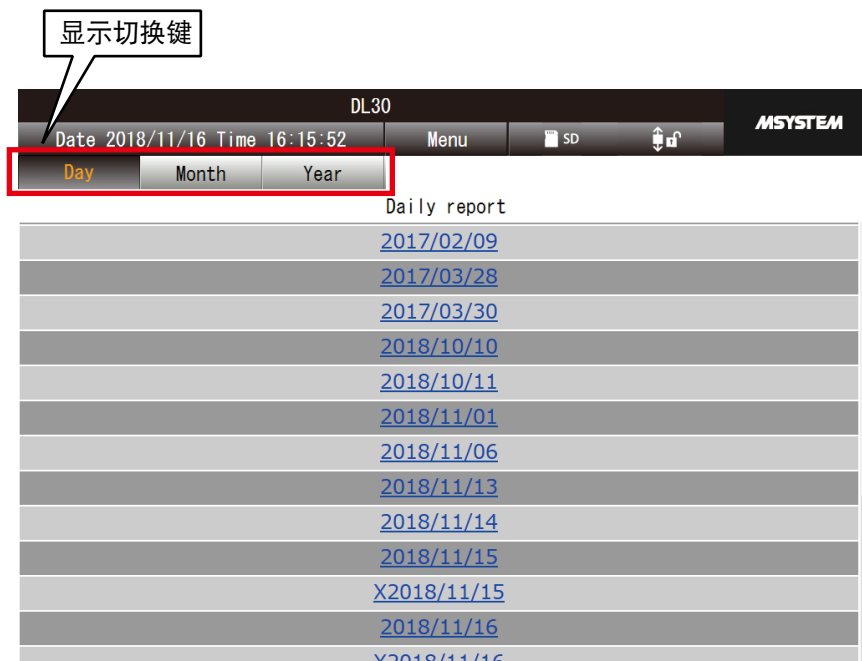 显示切换键
DL30
MSYSTEM
Date 2018/11/16 Time 16:15:52 Menu SD
Day Month Year
Daily report
2017/02/09
2017/03/28
2017/03/30
2018/10/10
2018/10/11
2018/11/01
2018/11/06
2018/11/13
2018/11/14
2018/11/15
X2018/11/15
2018/11/16
X2018/11/16